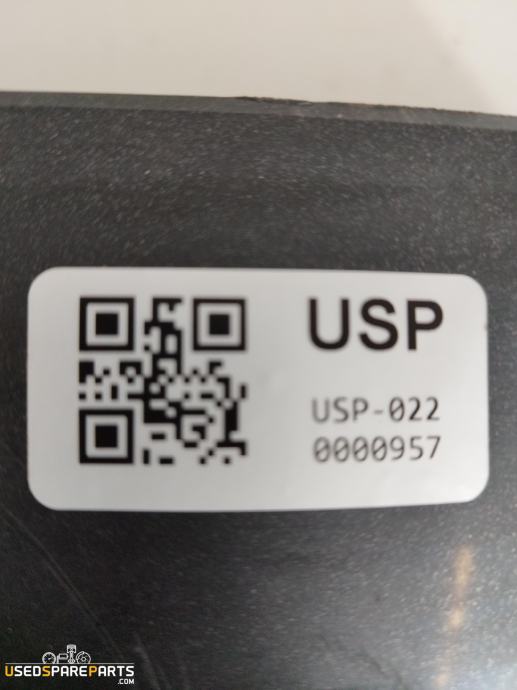 USP
USP-022
0000957
USEDSPAREPARTS
.COM